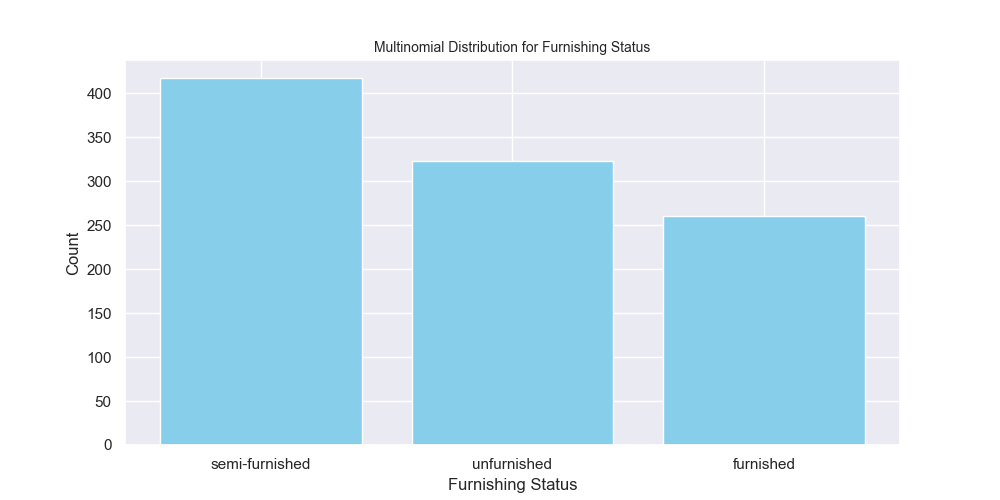 Multinomial Distribution for Furnishing Status
400
350
300
250
200
150
100
50
0
Count
semi-furnished unfurnished furnished
Furnishing Status